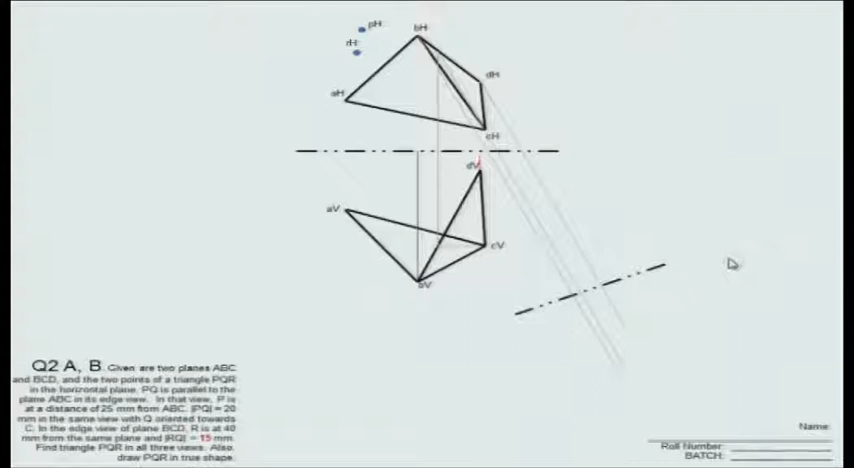 pH
bH
rH
dH
aH
cH
dV
aV
cV
bV
Q2 A, B. Given are two planes ABC
and BCD, and the two points of a triangle PQR
in the horizontal plane. PQ is parallel to the
plane ABC in its edge view. In that view, P is
at a distance of 25 mm from ABC. |PQ| = 20
mm in the same view with Q oriented towards
C. In the edge view of plane BCD, R is at 40
mm from the same plane and |RQ| = 15 mm.
Find triangle PQR in all three views. Also,
draw PQR in true shape.
Name:
Roll Number:
BATCH: